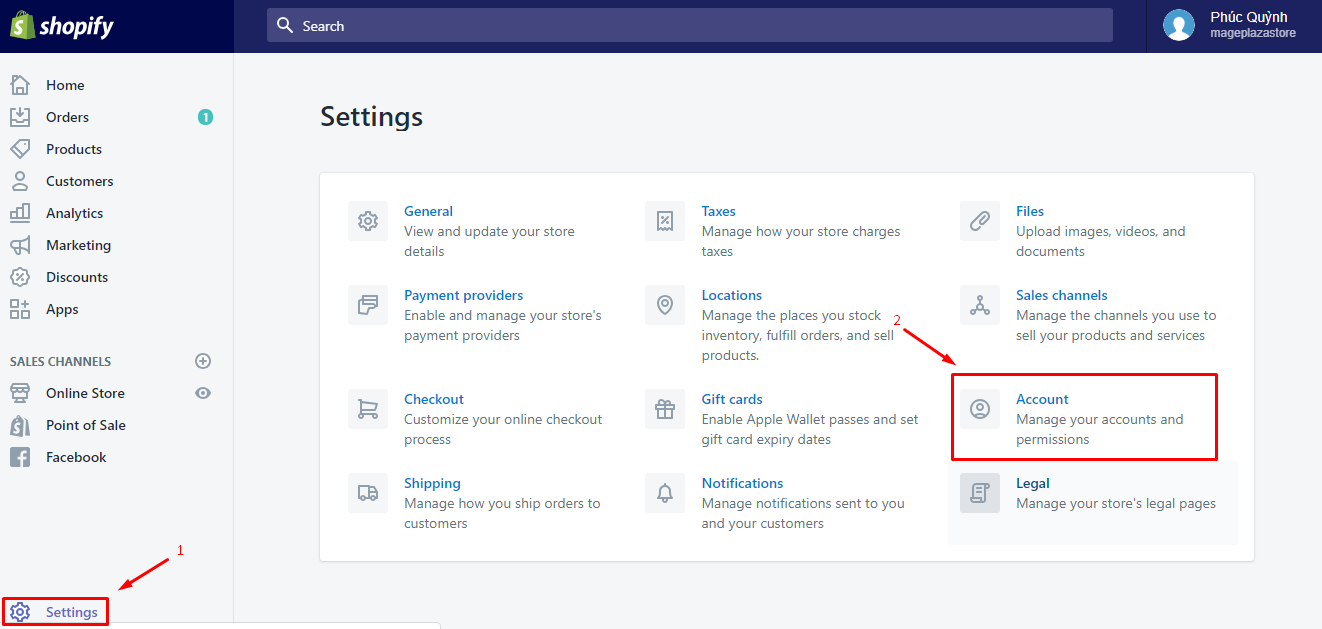 shopify
Search
Phúc Quỳnh
mageplazastore
Home
Orders
1
Products
Customers
Analytics
Marketing
Discounts
Apps
SALES CHANNELS
Online Store
Point of Sale
Facebook
1
Settings
Settings
General
View and update your store
details
Taxes
Manage how your store charges
taxes
Files
Upload images, videos, and
documents
Payment providers
Enable and manage your store's
payment providers
Locations
Manage the places you stock
inventory, fulfill orders, and sell
products.
Sales channels
Manage the channels you use to
sell your products and services
2
Checkout
Customize your online checkout
process
Gift cards
Enable Apple Wallet passes and set
gift card expiry dates
Account
Manage your accounts and
permissions
Shipping
Manage how you ship orders to
customers
Notifications
Manage notifications sent to you
and your customers
Legal
Manage your store's legal pages